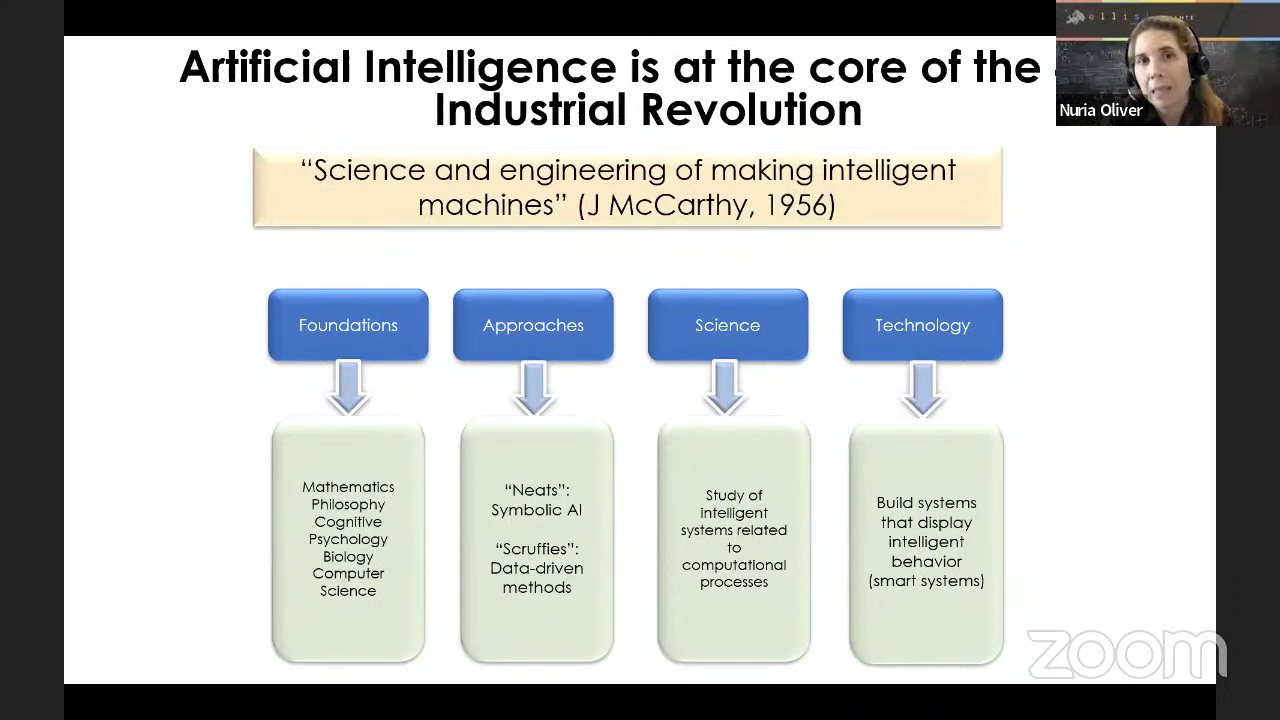 Artificial Intelligence is at the core of the
Industrial Revolution
ellis
Nuria Oliver
“Science and engineering of making intelligent
machines” (J McCarthy, 1956)
Foundations
Approaches
Science
Technology
Mathematics
Philosophy
Cognitive
Psychology
Biology
Computer
Science
“Neats”:
Symbolic AI
“Scruffies”:
Data-driven
methods
Study of
intelligent
systems related
to
computational
processes
Build systems
that display
intelligent
behavior
(smart systems)
zoom